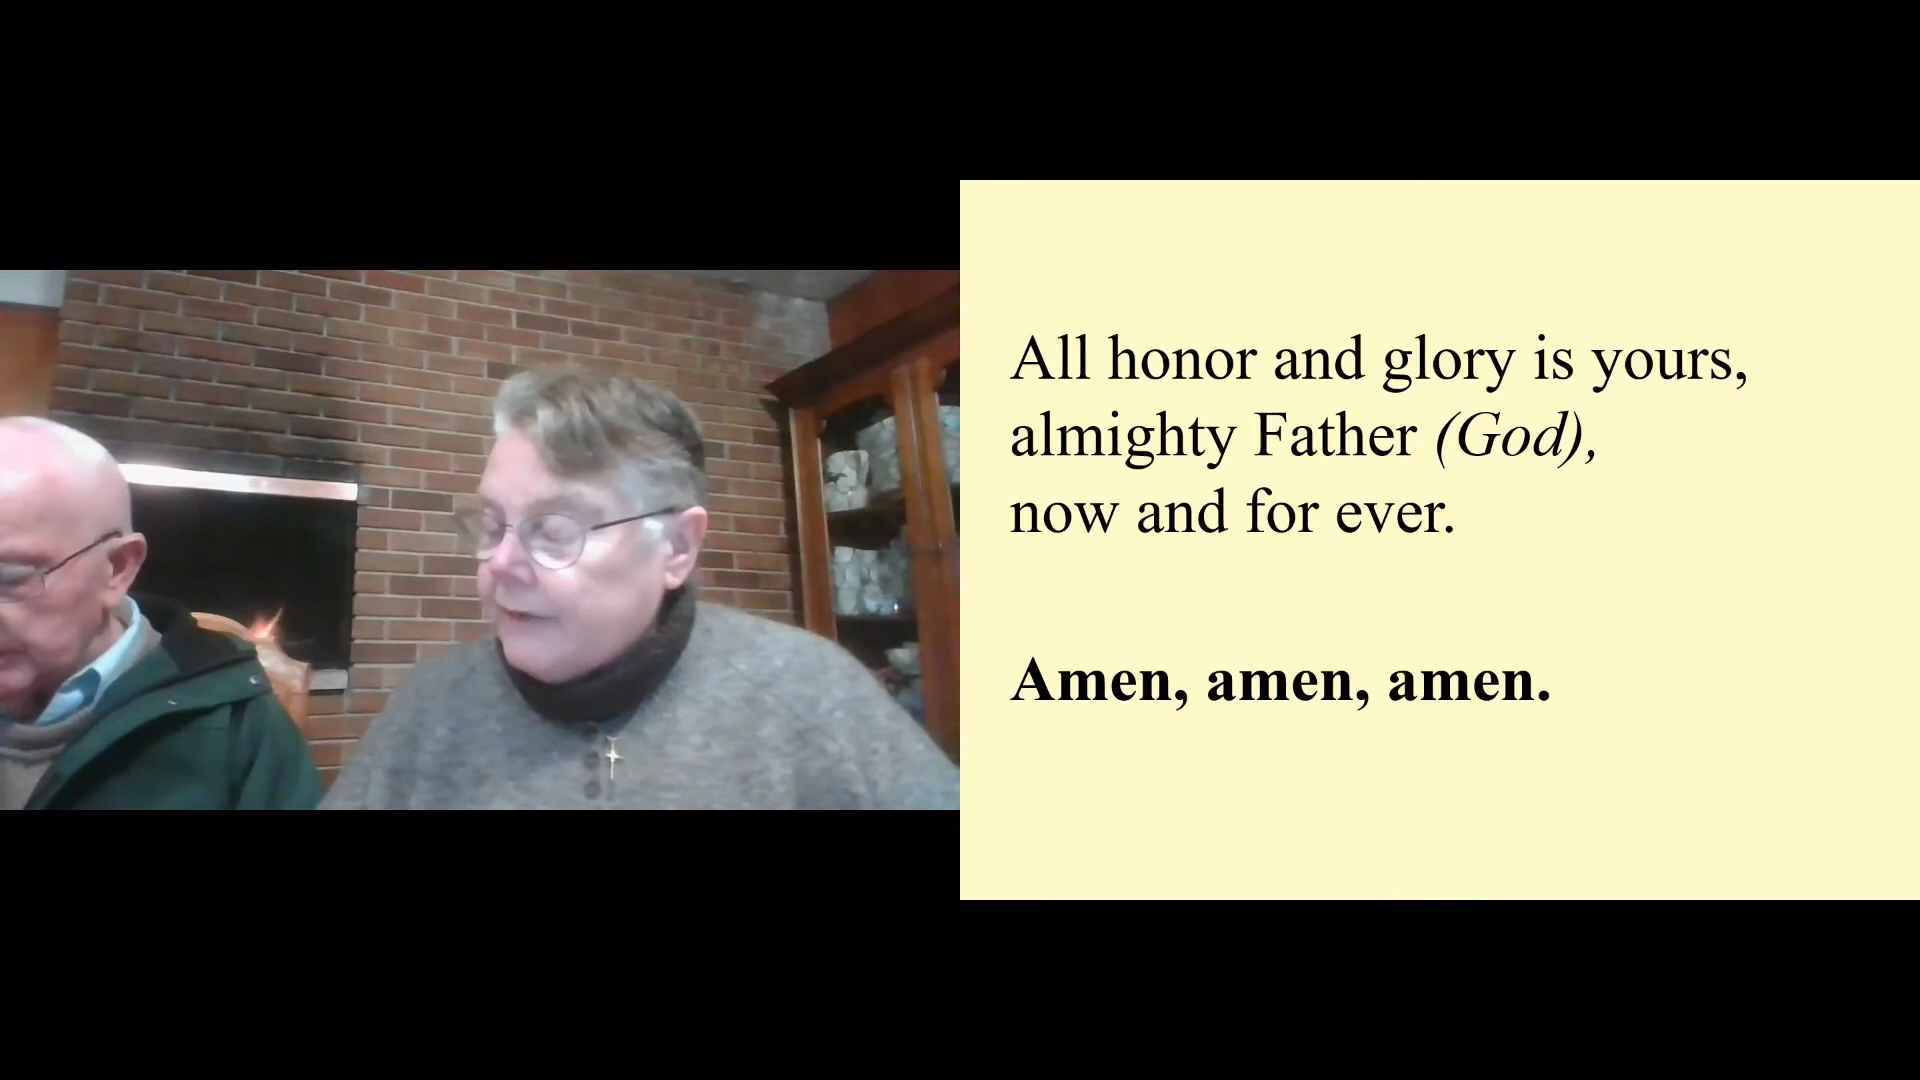 All honor and glory is yours,
almighty Father (God),
now and for ever.
Amen, amen, amen.